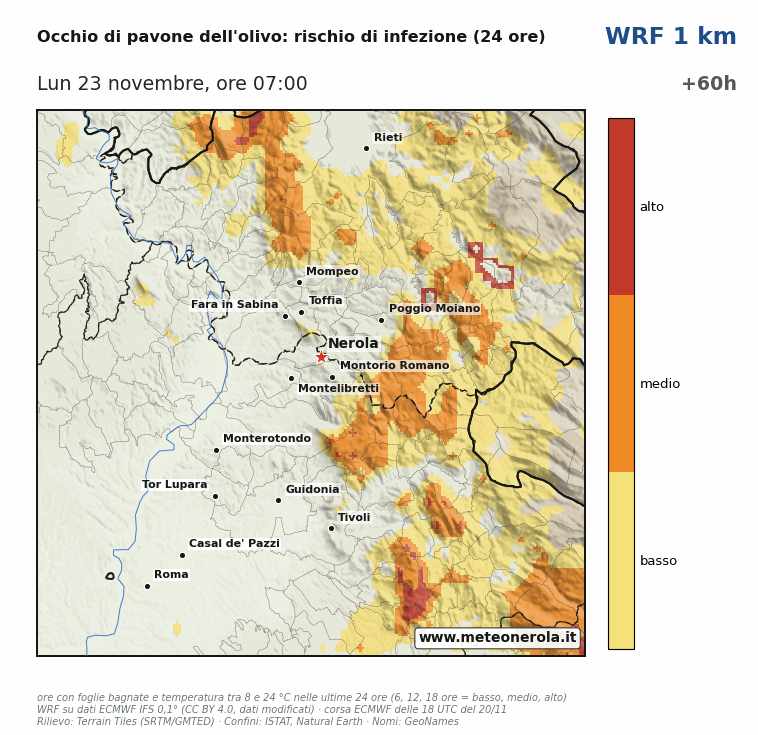 Occhio di pavone dell'olivo: rischio di infezione (24 ore)
WRF 1 km
Lun 23 novembre, ore 07:00
+60h
Rieti
alto
Mompeo
Fara in Sabina
Toffia
Poggio Moiano
Nerola
Montorio Romano
medio
Montelibretti
Monterotondo
Tor Lupara
Guidonia
Tivoli
Casal de' Pazzi
basso
Roma
www.meteonerola.it
ore con foglie bagnate e temperatura tra 8 e 24 °C nelle ultime 24 ore (6, 12, 18 ore = basso, medio, alto)
WRF su dati ECMWF IFS 0,1° (CC BY 4.0, dati modificati) · corsa ECMWF delle 18 UTC del 20/11
Rilievo: Terrain Tiles (SRTM/GMTED) · Confini: ISTAT, Natural Earth · Nomi: GeoNames